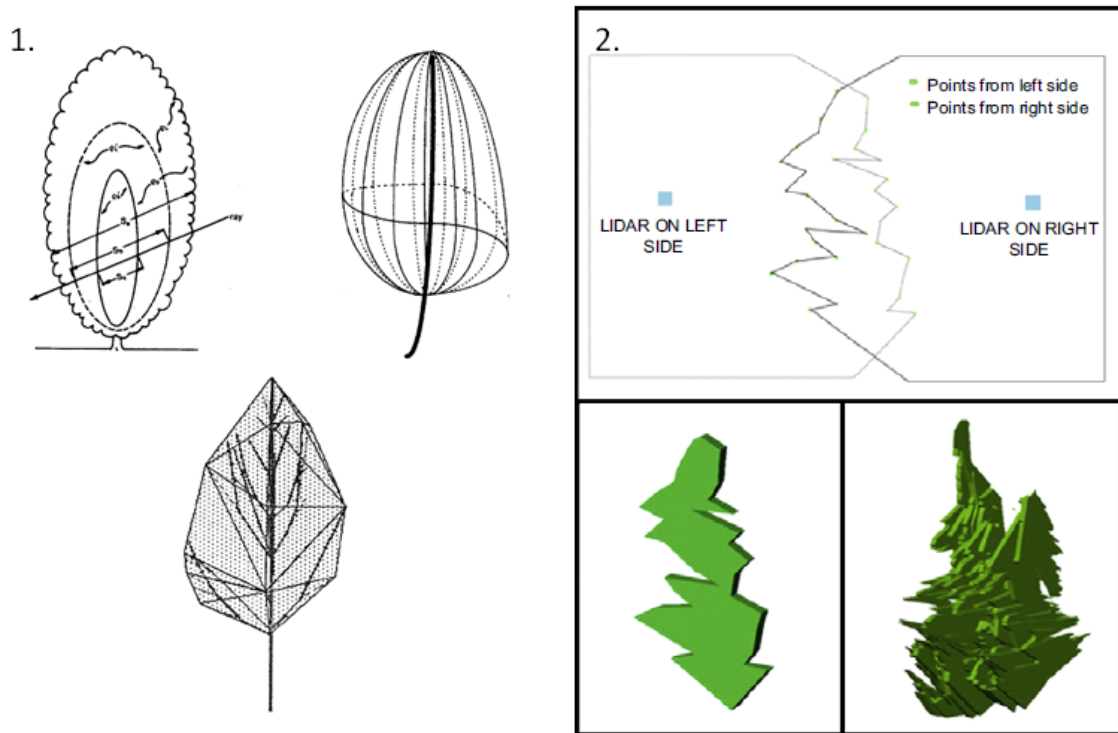 1.
ray
2.
Points from left side
Points from right side
LIDAR ON LEFT
SIDE
LIDAR ON RIGHT
SIDE